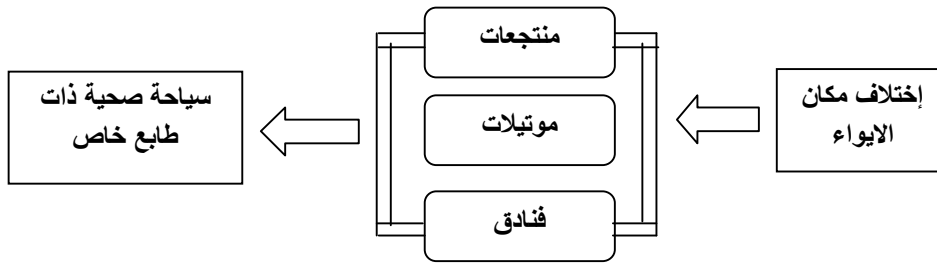 إختلاف مكان
الايواء
منتجعات
موتيلات
فنادق
سياحة صحية ذات
طابع خاص